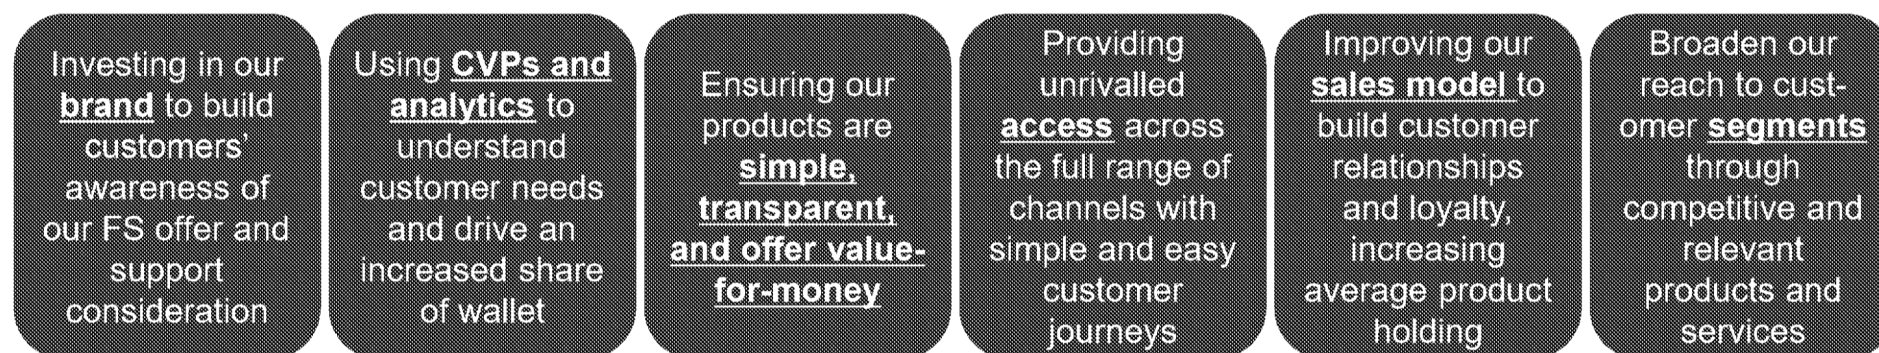 Investing in our
brand to build
customers’
awareness of
our FS offer and
support
consideration
Using CVPs and
analytics to
understand
customer needs
and drive an
increased share
of wallet
Ensuring our
products are
simple,
transparent,
and offer value-
for-money
Providing
unrivalled
access across
the full range of
channels with
simple and easy
customer
journeys
Improving our
sales model to
build customer
relationships
and loyalty,
increasing
average product
holding
Broaden our
reach to cust-
omer segments
through
competitive and
relevant
products and
services